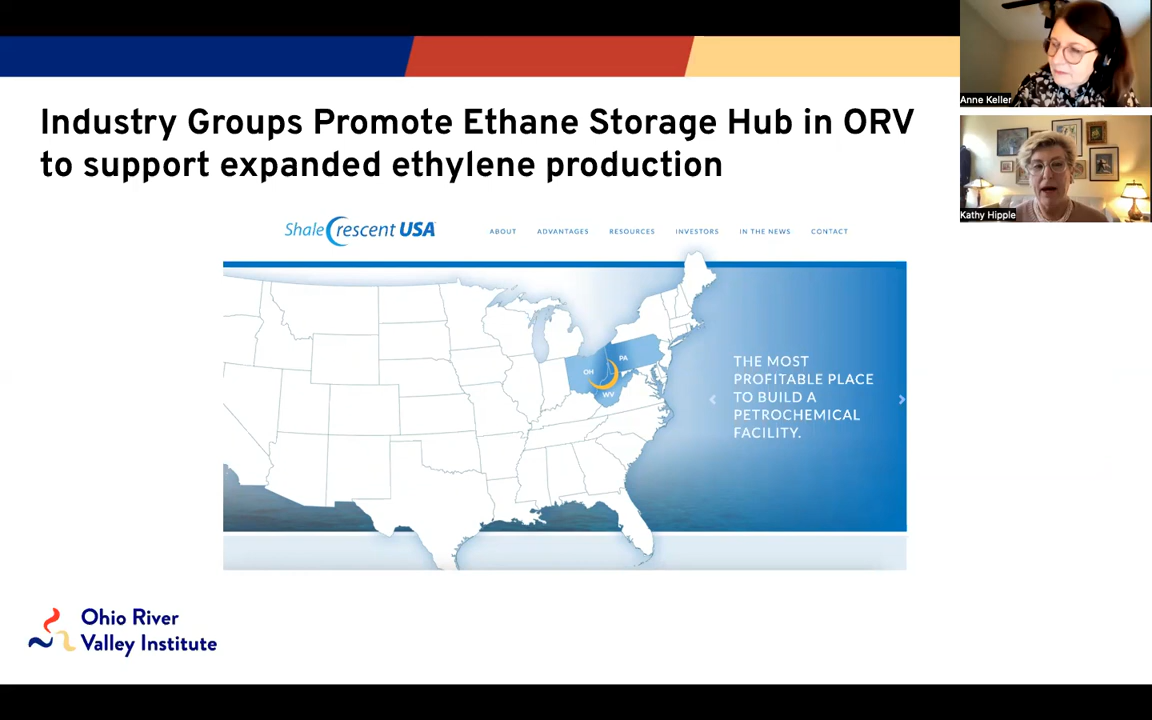 Industry Groups Promote Ethane Storage Hub in ORV
to support expanded ethylene production
Anne Keller
Kathy Hipple
Shale Crescent USA
ABOUT ADVANTAGES RESOURCES INVESTORS IN THE NEWS CONTACT
PA
OH
WV
THE MOST
PROFITABLE PLACE
TO BUILD A
PETROCHEMICAL
FACILITY.
Ohio River
Valley Institute